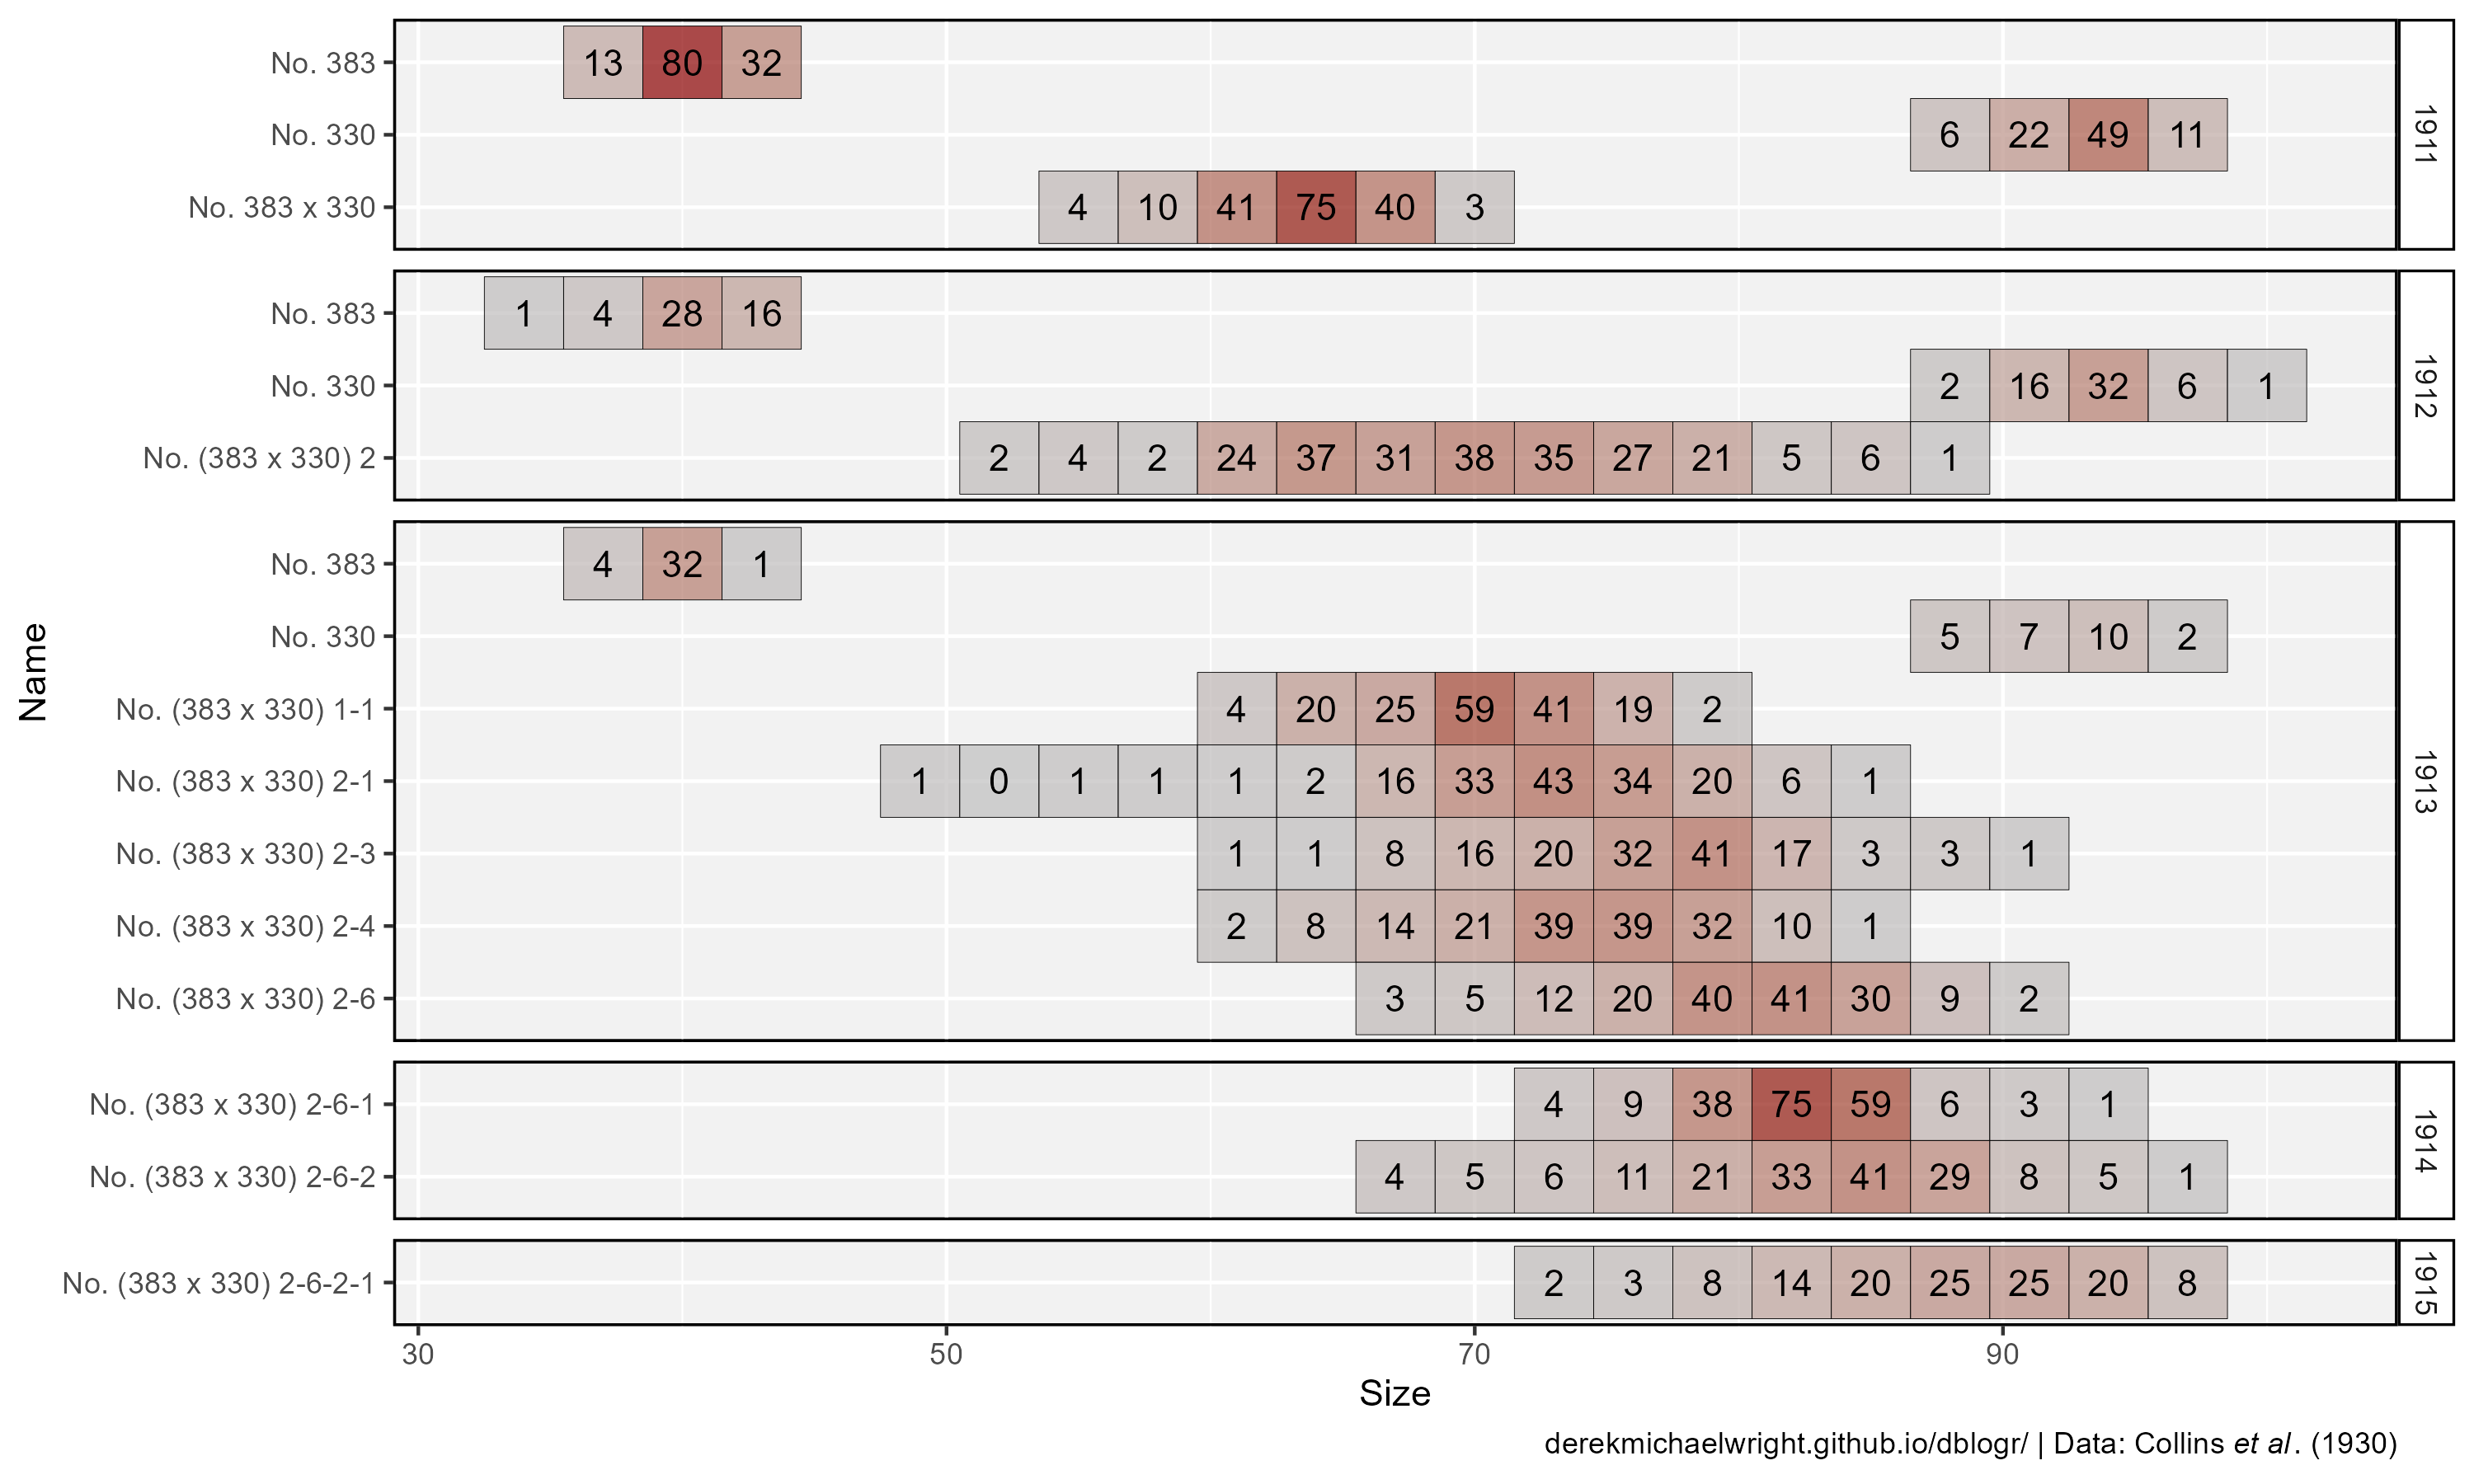 No. 383 13 80 32
No. 330 6 22 49 11
No. 383 x 330 4 10 41 75 40 3
1911
No. 383 1 4 28 16
No. 330 2 16 32 6 1
No. (383 x 330) 2 2 4 2 24 37 31 38 35 27 21 5 6 1
1912
No. 383 4 32 1
No. 330 5 7 10 2
No. (383 x 330) 1-1 4 20 25 59 41 19 2
No. (383 x 330) 2-1 1 0 1 1 1 2 16 33 43 34 20 6 1
No. (383 x 330) 2-3 1 1 8 16 20 32 41 17 3 3 1
No. (383 x 330) 2-4 2 8 14 21 39 39 32 10 1
No. (383 x 330) 2-6 3 5 12 20 40 41 30 9 2
1913
No. (383 x 330) 2-6-1 4 9 38 75 59 6 3 1
No. (383 x 330) 2-6-2 4 5 6 11 21 33 41 29 8 5 1
1914
No. (383 x 330) 2-6-2-1 2 3 8 14 20 25 25 20 8
1915
Name
30 50 70 90
Size
derekmichaelwright.github.io/dblogr/ | Data: Collins et al. (1930)